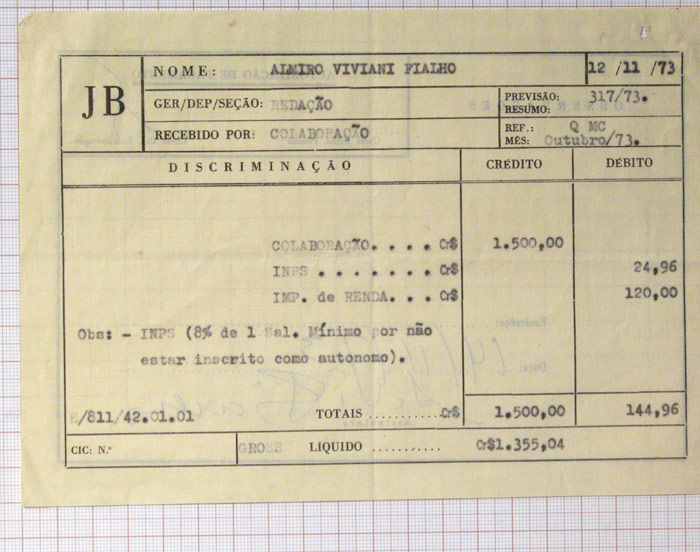 JB
NOME: ALMIRO VIVIANI FIALHO 12 /11 /73
GER/DEP/SEÇÃO: REDAÇÃO
PREVISÃO: 317/73.
RESUMO:
RECEBIDO POR: COLABORAÇÃO
REF.: Q MC
MÊS: Outubro/73.
DISCRIMINAÇÃO CRÉDITO DÉBITO
COLABORAÇÃO. . . . Cr$ 1.500,00
INPS . . . . . . . Cr$ 24,96
IMP. de RENDA. . . Cr$ 120,00
Obs: - INPS (8% de 1 Sal. Mínimo por não
estar inscrito como autonomo).
E/811/42.01.01 TOTAIS .............. Cr$ 1.500,00 144,96
CIC: N.º GROSS LÍQUIDO ........... Cr$1.355,04